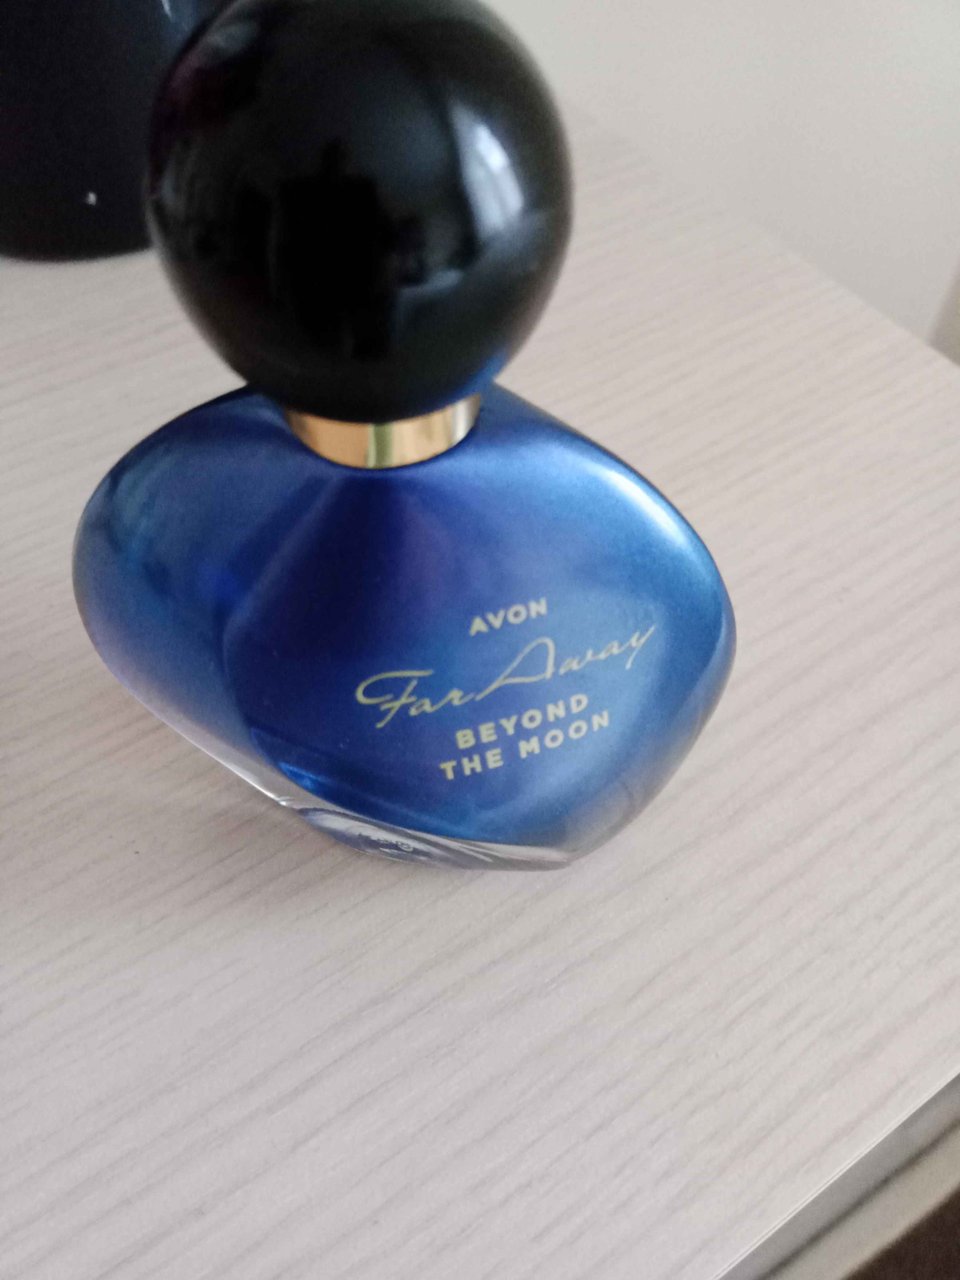 AVON
Far Away
BEYOND
THE MOON